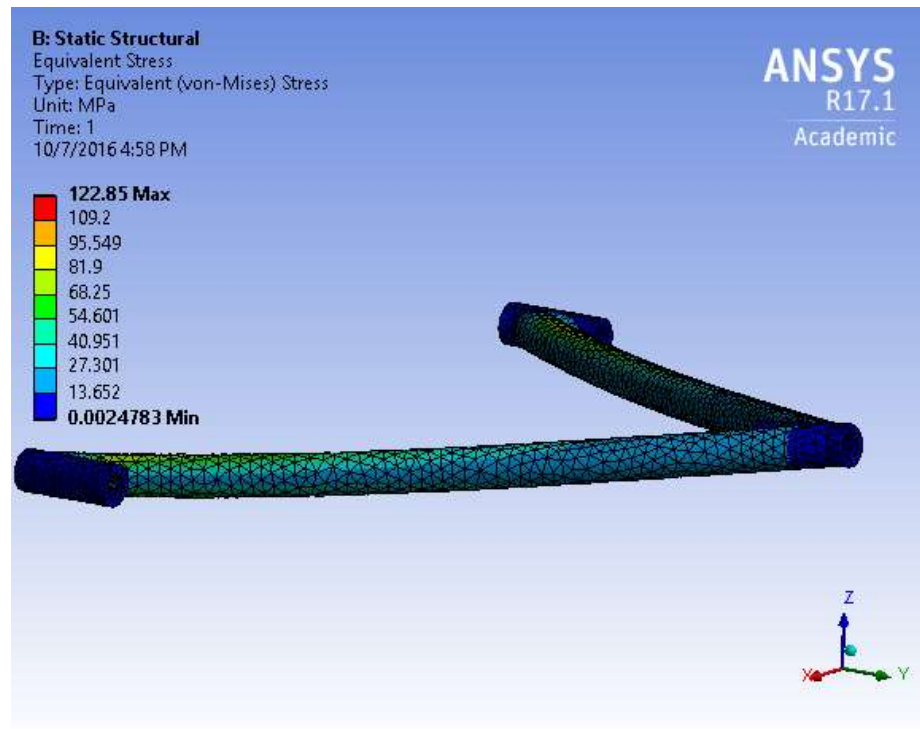 B: Static Structural
Equivalent Stress
Type: Equivalent (von-Mises) Stress
Unit: MPa
Time: 1
10/7/2016 4:58 PM
ANSYS
R17.1
Academic
122.85 Max
109.2
95.549
81.9
68.25
54.601
40.951
27.301
13.652
0.0024783 Min
Z
X
Y